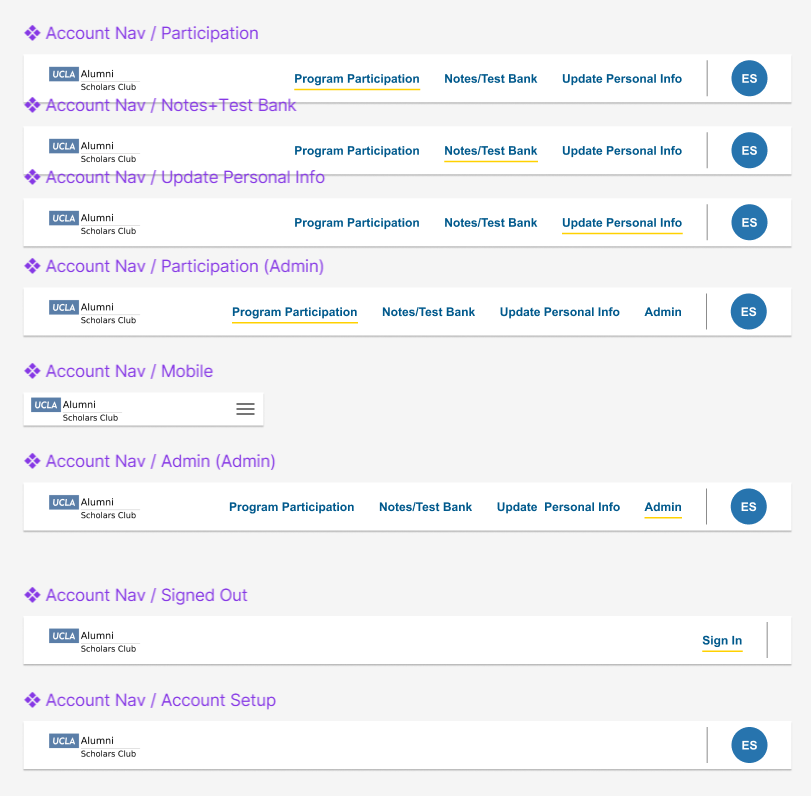 Account Nav / Participation
UCLA Alumni
Scholars Club
Program Participation Notes/Test Bank Update Personal Info ES
Account Nav / Notes+Test Bank
UCLA Alumni
Scholars Club
Program Participation Notes/Test Bank Update Personal Info ES
Account Nav / Update Personal Info
UCLA Alumni
Scholars Club
Program Participation Notes/Test Bank Update Personal Info ES
Account Nav / Participation (Admin)
UCLA Alumni
Scholars Club
Program Participation Notes/Test Bank Update Personal Info Admin ES
Account Nav / Mobile
UCLA Alumni
Scholars Club
Account Nav / Admin (Admin)
UCLA Alumni
Scholars Club
Program Participation Notes/Test Bank Update Personal Info Admin ES
Account Nav / Signed Out
UCLA Alumni
Scholars Club
Sign In
Account Nav / Account Setup
UCLA Alumni
Scholars Club
ES